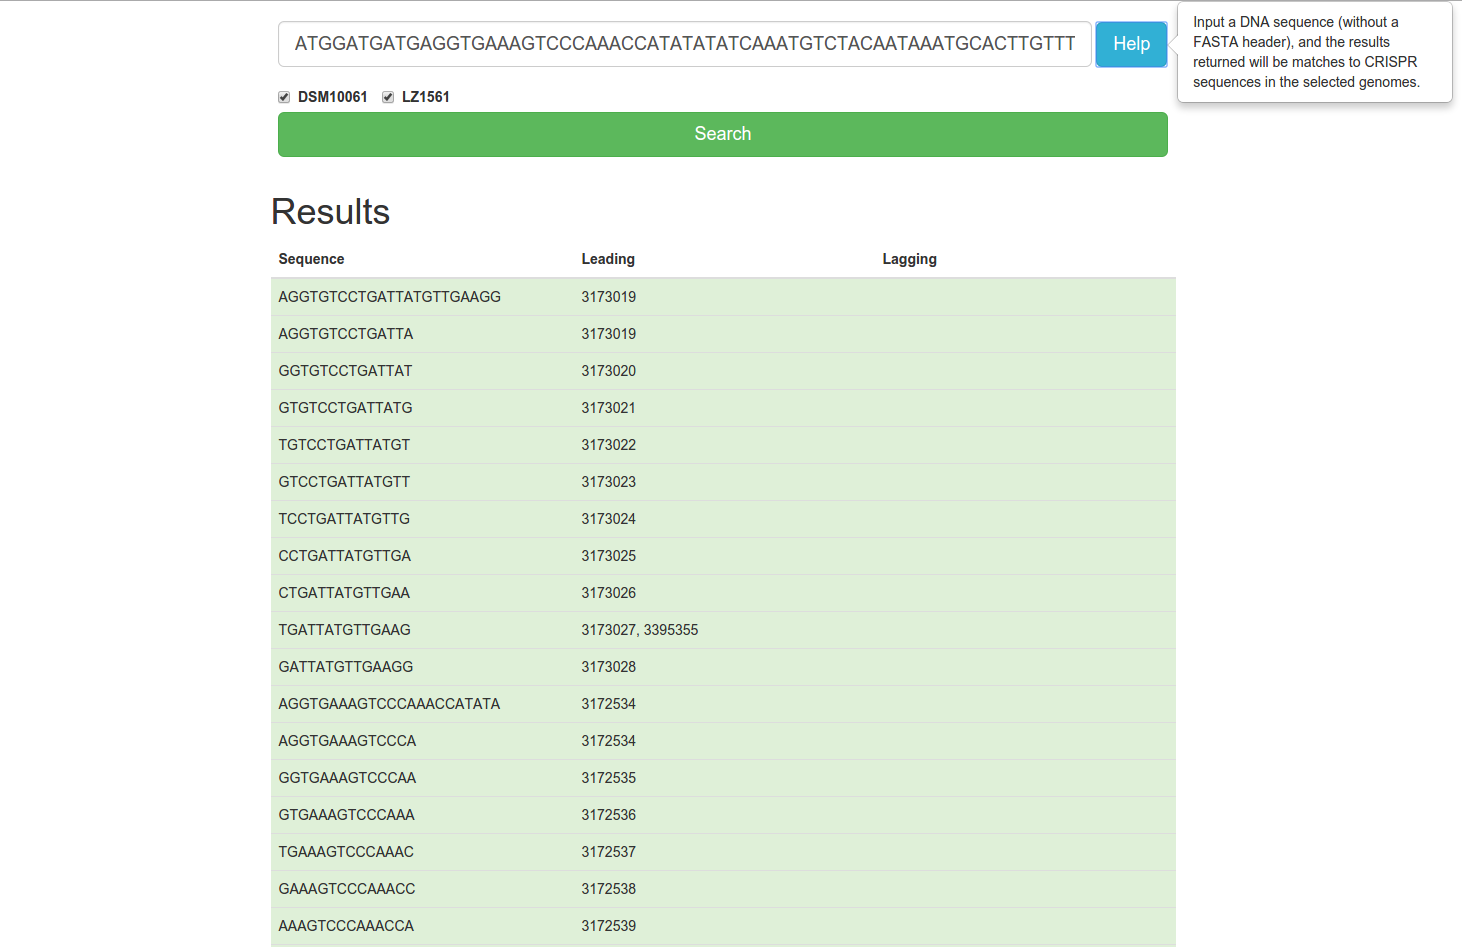 ATGGATGATGAGGTGAAAGTCCCAAACCATATATATCAAATGTCTACAATAAATGCACTTGTTT
Help
Input a DNA sequence (without a
FASTA header), and the results
returned will be matches to CRISPR
sequences in the selected genomes.
DSM10061 LZ1561
Search
Results
Sequence Leading Lagging
AGGTGTCCTGATTATGTTGAAGG 3173019
AGGTGTCCTGATTA 3173019
GGTGTCCTGATTAT 3173020
GTGTCCTGATTATG 3173021
TGTCCTGATTATGT 3173022
GTCCTGATTATGTT 3173023
TCCTGATTATGTTG 3173024
CCTGATTATGTTGA 3173025
CTGATTATGTTGAA 3173026
TGATTATGTTGAAG 3173027, 3395355
GATTATGTTGAAGG 3173028
AGGTGAAAGTCCCAAACCATATA 3172534
AGGTGAAAGTCCCA 3172534
GGTGAAAGTCCCAA 3172535
GTGAAAGTCCCAAA 3172536
TGAAAGTCCCAAAC 3172537
GAAAGTCCCAAACC 3172538
AAAGTCCCAAACCA 3172539